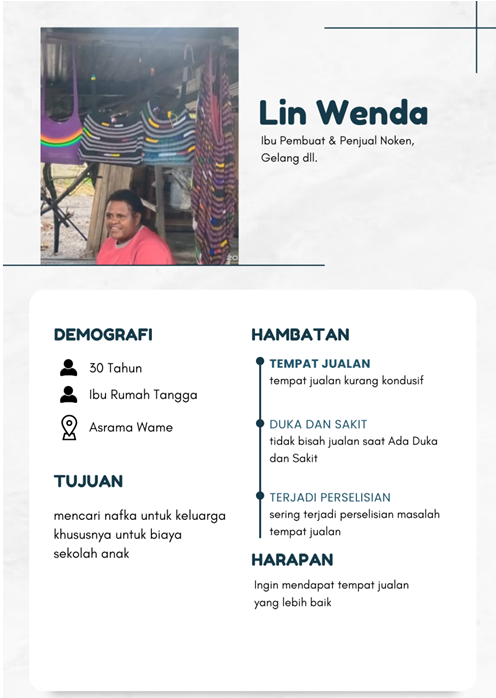 Lin Wenda
Ibu Pembuat & Penjual Noken,
Gelang dll.
DEMOGRAFI
30 Tahun
Ibu Rumah Tangga
Asrama Wame
TUJUAN
mencari nafka untuk keluarga
khususnya untuk biaya
sekolah anak
HAMBATAN
TEMPAT JUALAN
tempat jualan kurang kondusif
DUKA DAN SAKIT
tidak bisah jualan saat Ada Duka
dan Sakit
TERJADI PERSELISIAN
sering terjadi perselisian masalah
tempat jualan
HARAPAN
Ingin mendapat tempat jualan
yang lebih baik